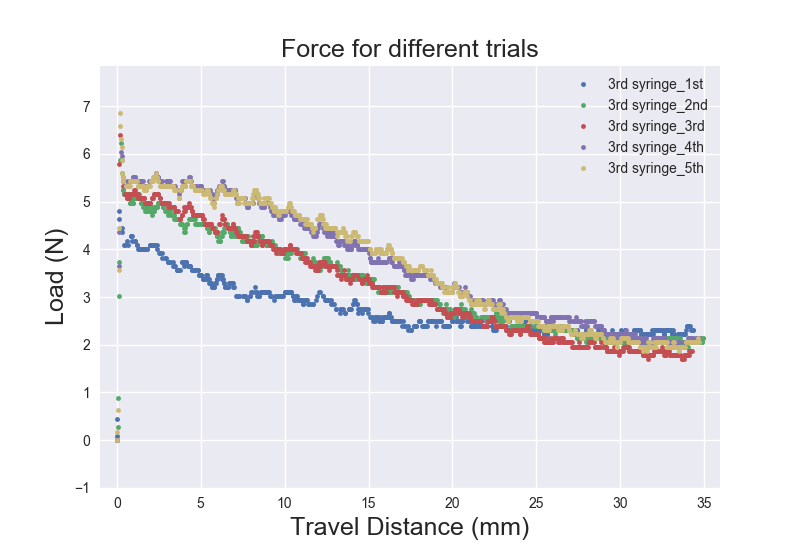 Force for different trials
3rd syringe_1st
3rd syringe_2nd
3rd syringe_3rd
3rd syringe_4th
3rd syringe_5th
Load (N)
7
6
5
4
3
2
1
0
−1
0 5 10 15 20 25 30 35
Travel Distance (mm)